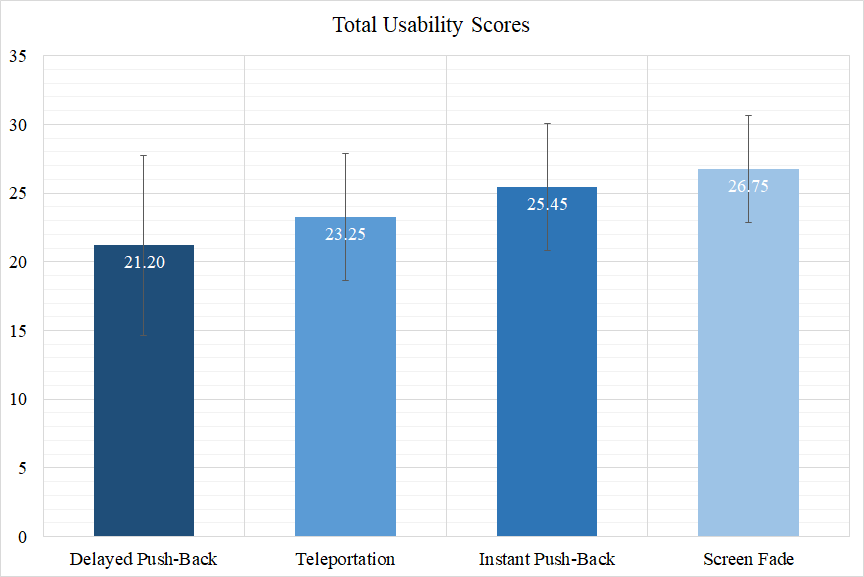 Total Usability Scores
35
30
25
20
15
10
5
0
21.20
23.25
25.45
26.75
Delayed Push-Back
Teleportation
Instant Push-Back
Screen Fade